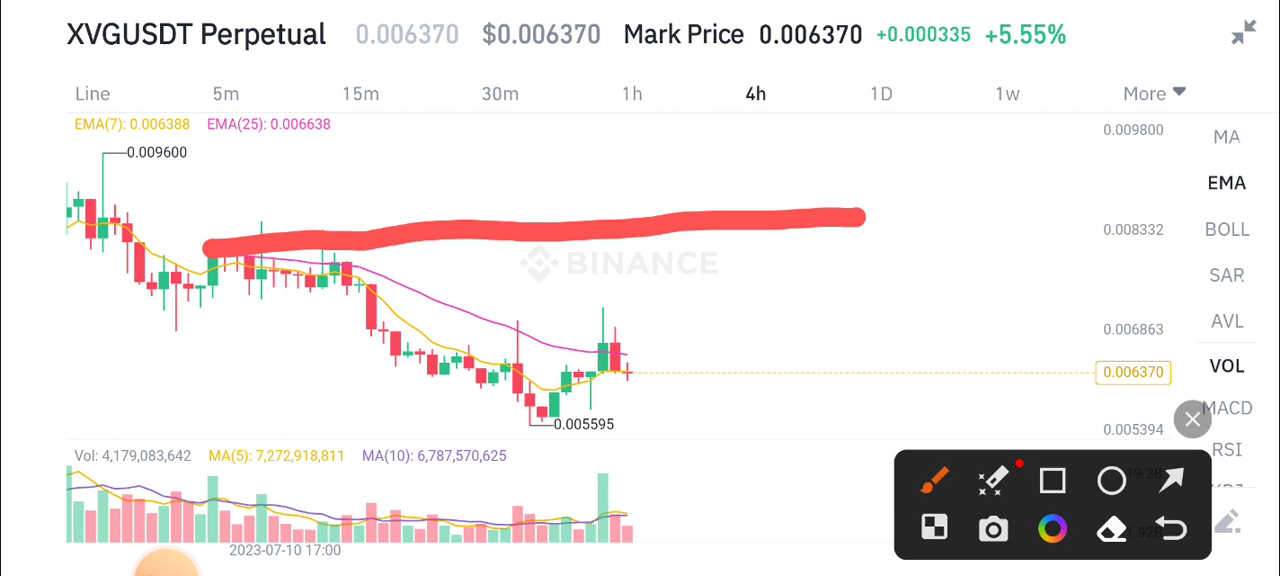 XVGUSDT Perpetual 0.006370 $0.006370 Mark Price 0.006370 +0.000335 +5.55%
Line 5m 15m 30m 1h 4h 1D 1w More
EMA(7): 0.006388 EMA(25): 0.006638
0.009800
MA
0.009600
EMA
0.008332
BOLL
BINANCE
SAR
AVL
0.006863
VOL
0.006370
MACD
0.005595
0.005394
RSI
Vol: 4,179,083,642 MA(5): 7,272,918,811 MA(10): 6,787,570,625
2023-07-10 17:00